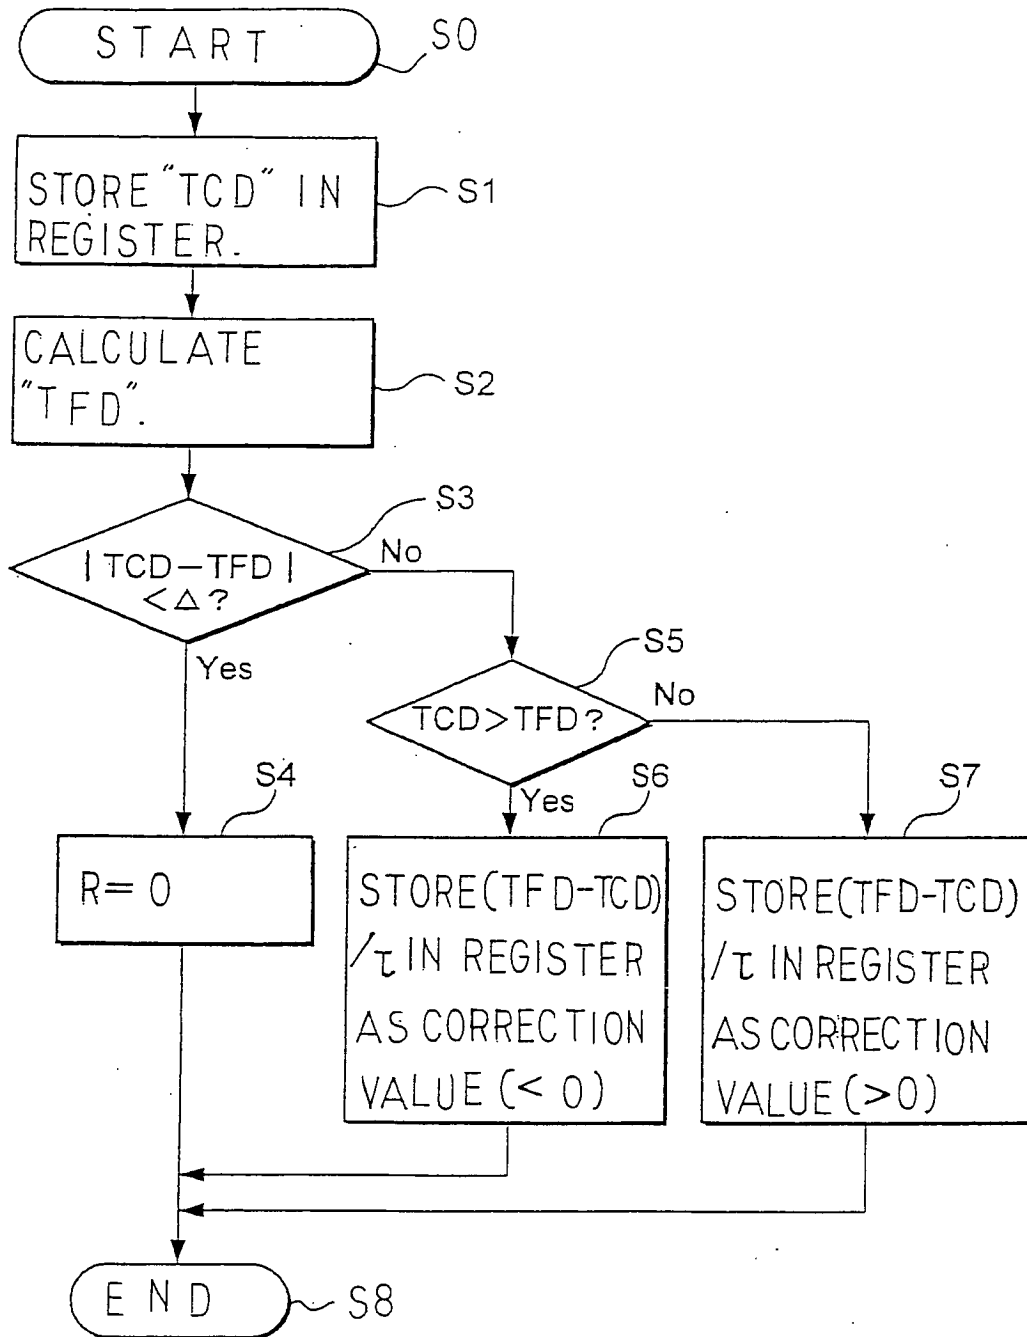 START
S0
STORE "TCD" IN
REGISTER.
S1
CALCULATE
"TFD".
S2
S3
| TCD-TFD |
<Δ?
No
Yes
S5
TCD>TFD?
No
Yes
S4
R=0
S6
STORE(TFD-TCD)
/τ IN REGISTER
AS CORRECTION
VALUE (< 0)
S7
STORE(TFD-TCD)
/τ IN REGISTER
AS CORRECTION
VALUE (>0)
END
S8